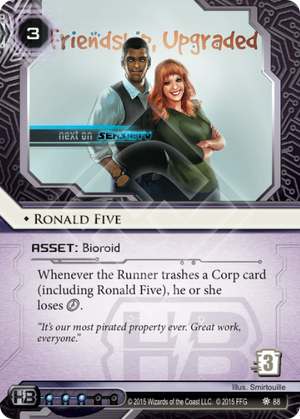 3
Friendship, Upgraded
next on SENSIEGUY
• RONALD FIVE
ASSET: Bioroid
Whenever the Runner trashes a Corp card
(including Ronald Five), he or she
loses .
"It's our most pirated property ever. Great work,
everyone."
3
Illus. Smirtouille
HB
© 2015 Wizards of the Coast LLC. © 2015 FFG 88